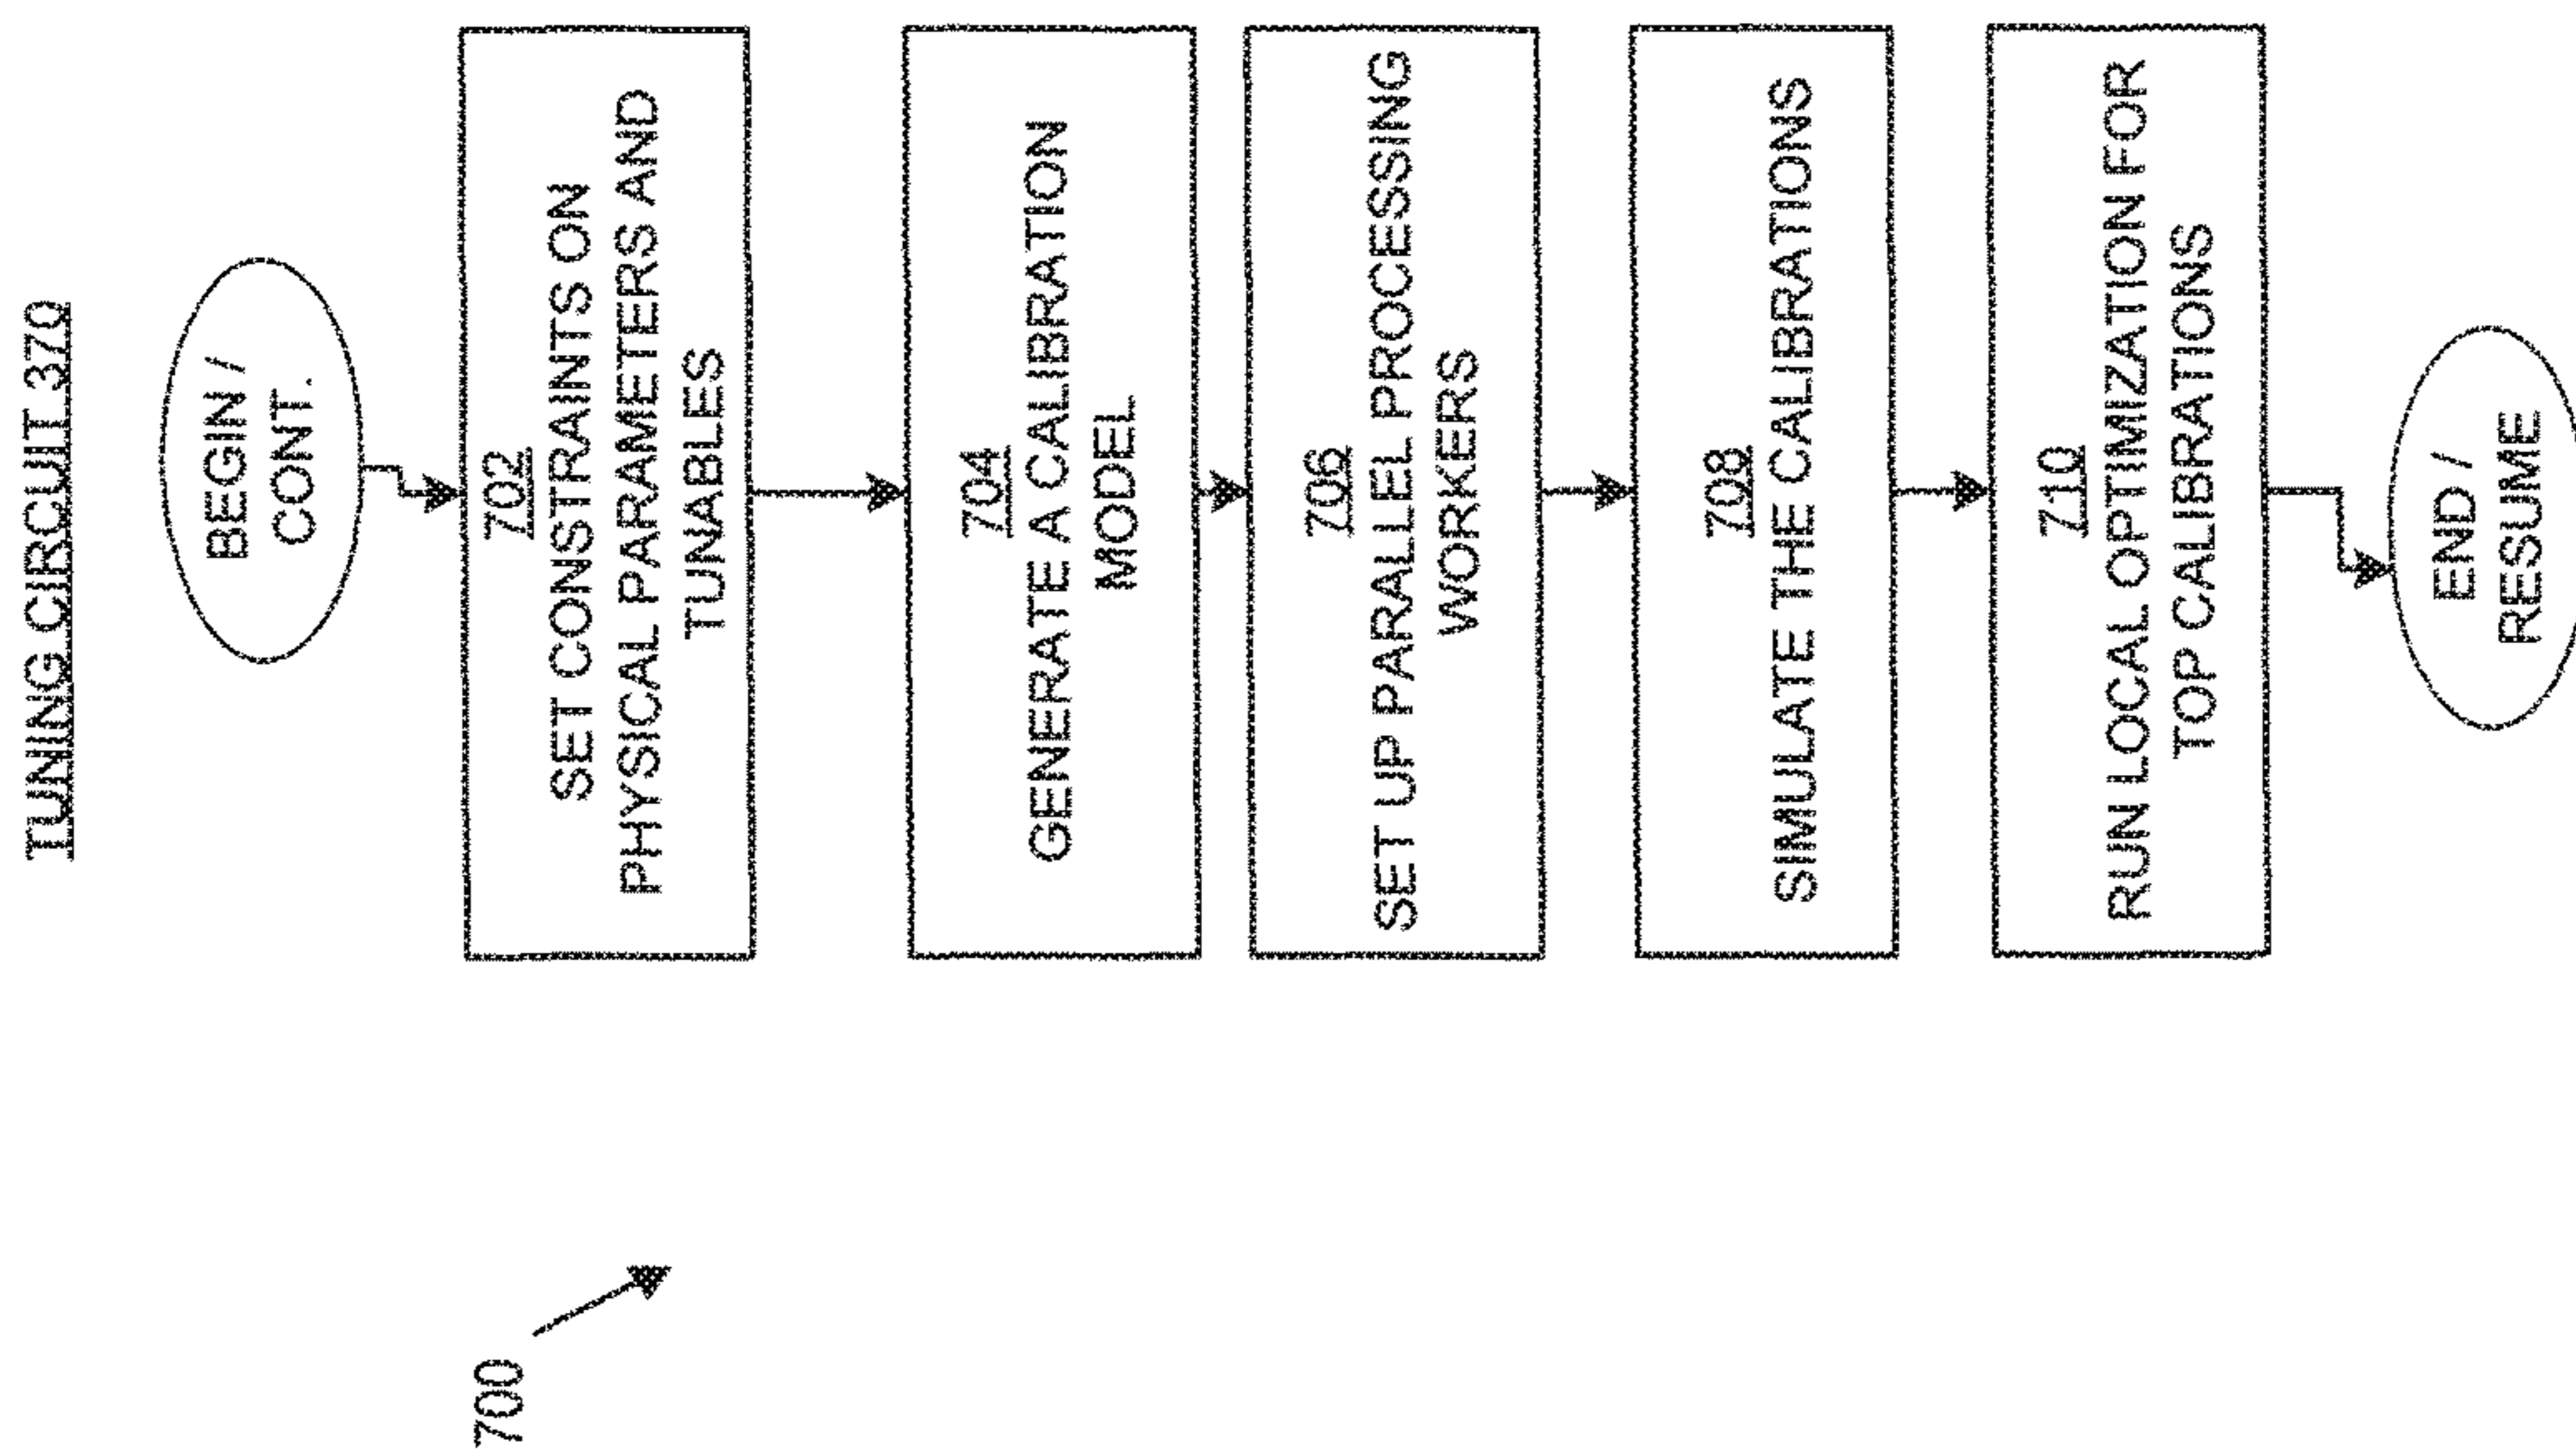 TUNING CIRCUIT 370
BEGIN /
CONT.
702
SET CONSTRAINTS ON
PHYSICAL PARAMETERS AND
TUNABLES
704
GENERATE A CALIBRATION
MODEL
706
SET UP PARALLEL PROCESSING
WORKERS
708
SIMULATE THE CALIBRATIONS
710
RUN LOCAL OPTIMIZATION FOR
TOP CALIBRATIONS
END /
RESUME
700